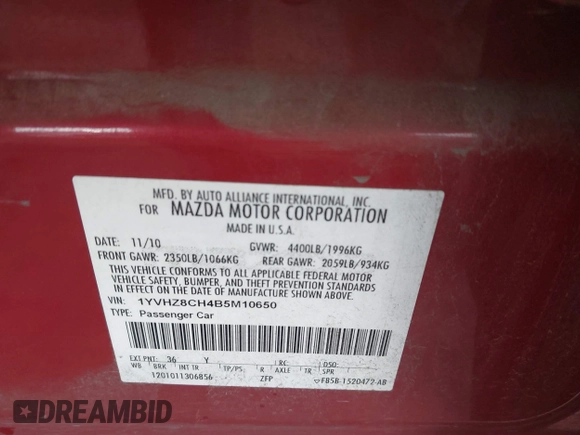 MFD. BY AUTO ALLIANCE INTERNATIONAL, INC.
FOR MAZDA MOTOR CORPORATION
MADE IN U.S.A.
DATE: 11/10 GVWR: 4400LB/1996KG
FRONT GAWR: 2350LB/1066KG REAR GAWR: 2059LB/934KG
THIS VEHICLE CONFORMS TO ALL APPLICABLE FEDERAL MOTOR
VEHICLE SAFETY, BUMPER, AND THEFT PREVENTION STANDARDS
IN EFFECT ON THE DATE OF MANUFACTURE SHOWN ABOVE.
VIN: 1YVHZ8CH4B5M10650
TYPE: Passenger Car
EXT PNT: 36 Y RC 050
WB BRK INT TR TP/PS R AXLE TR SPR
1201011306856 ZFP FB5B-1520472-AB
DREAMBID